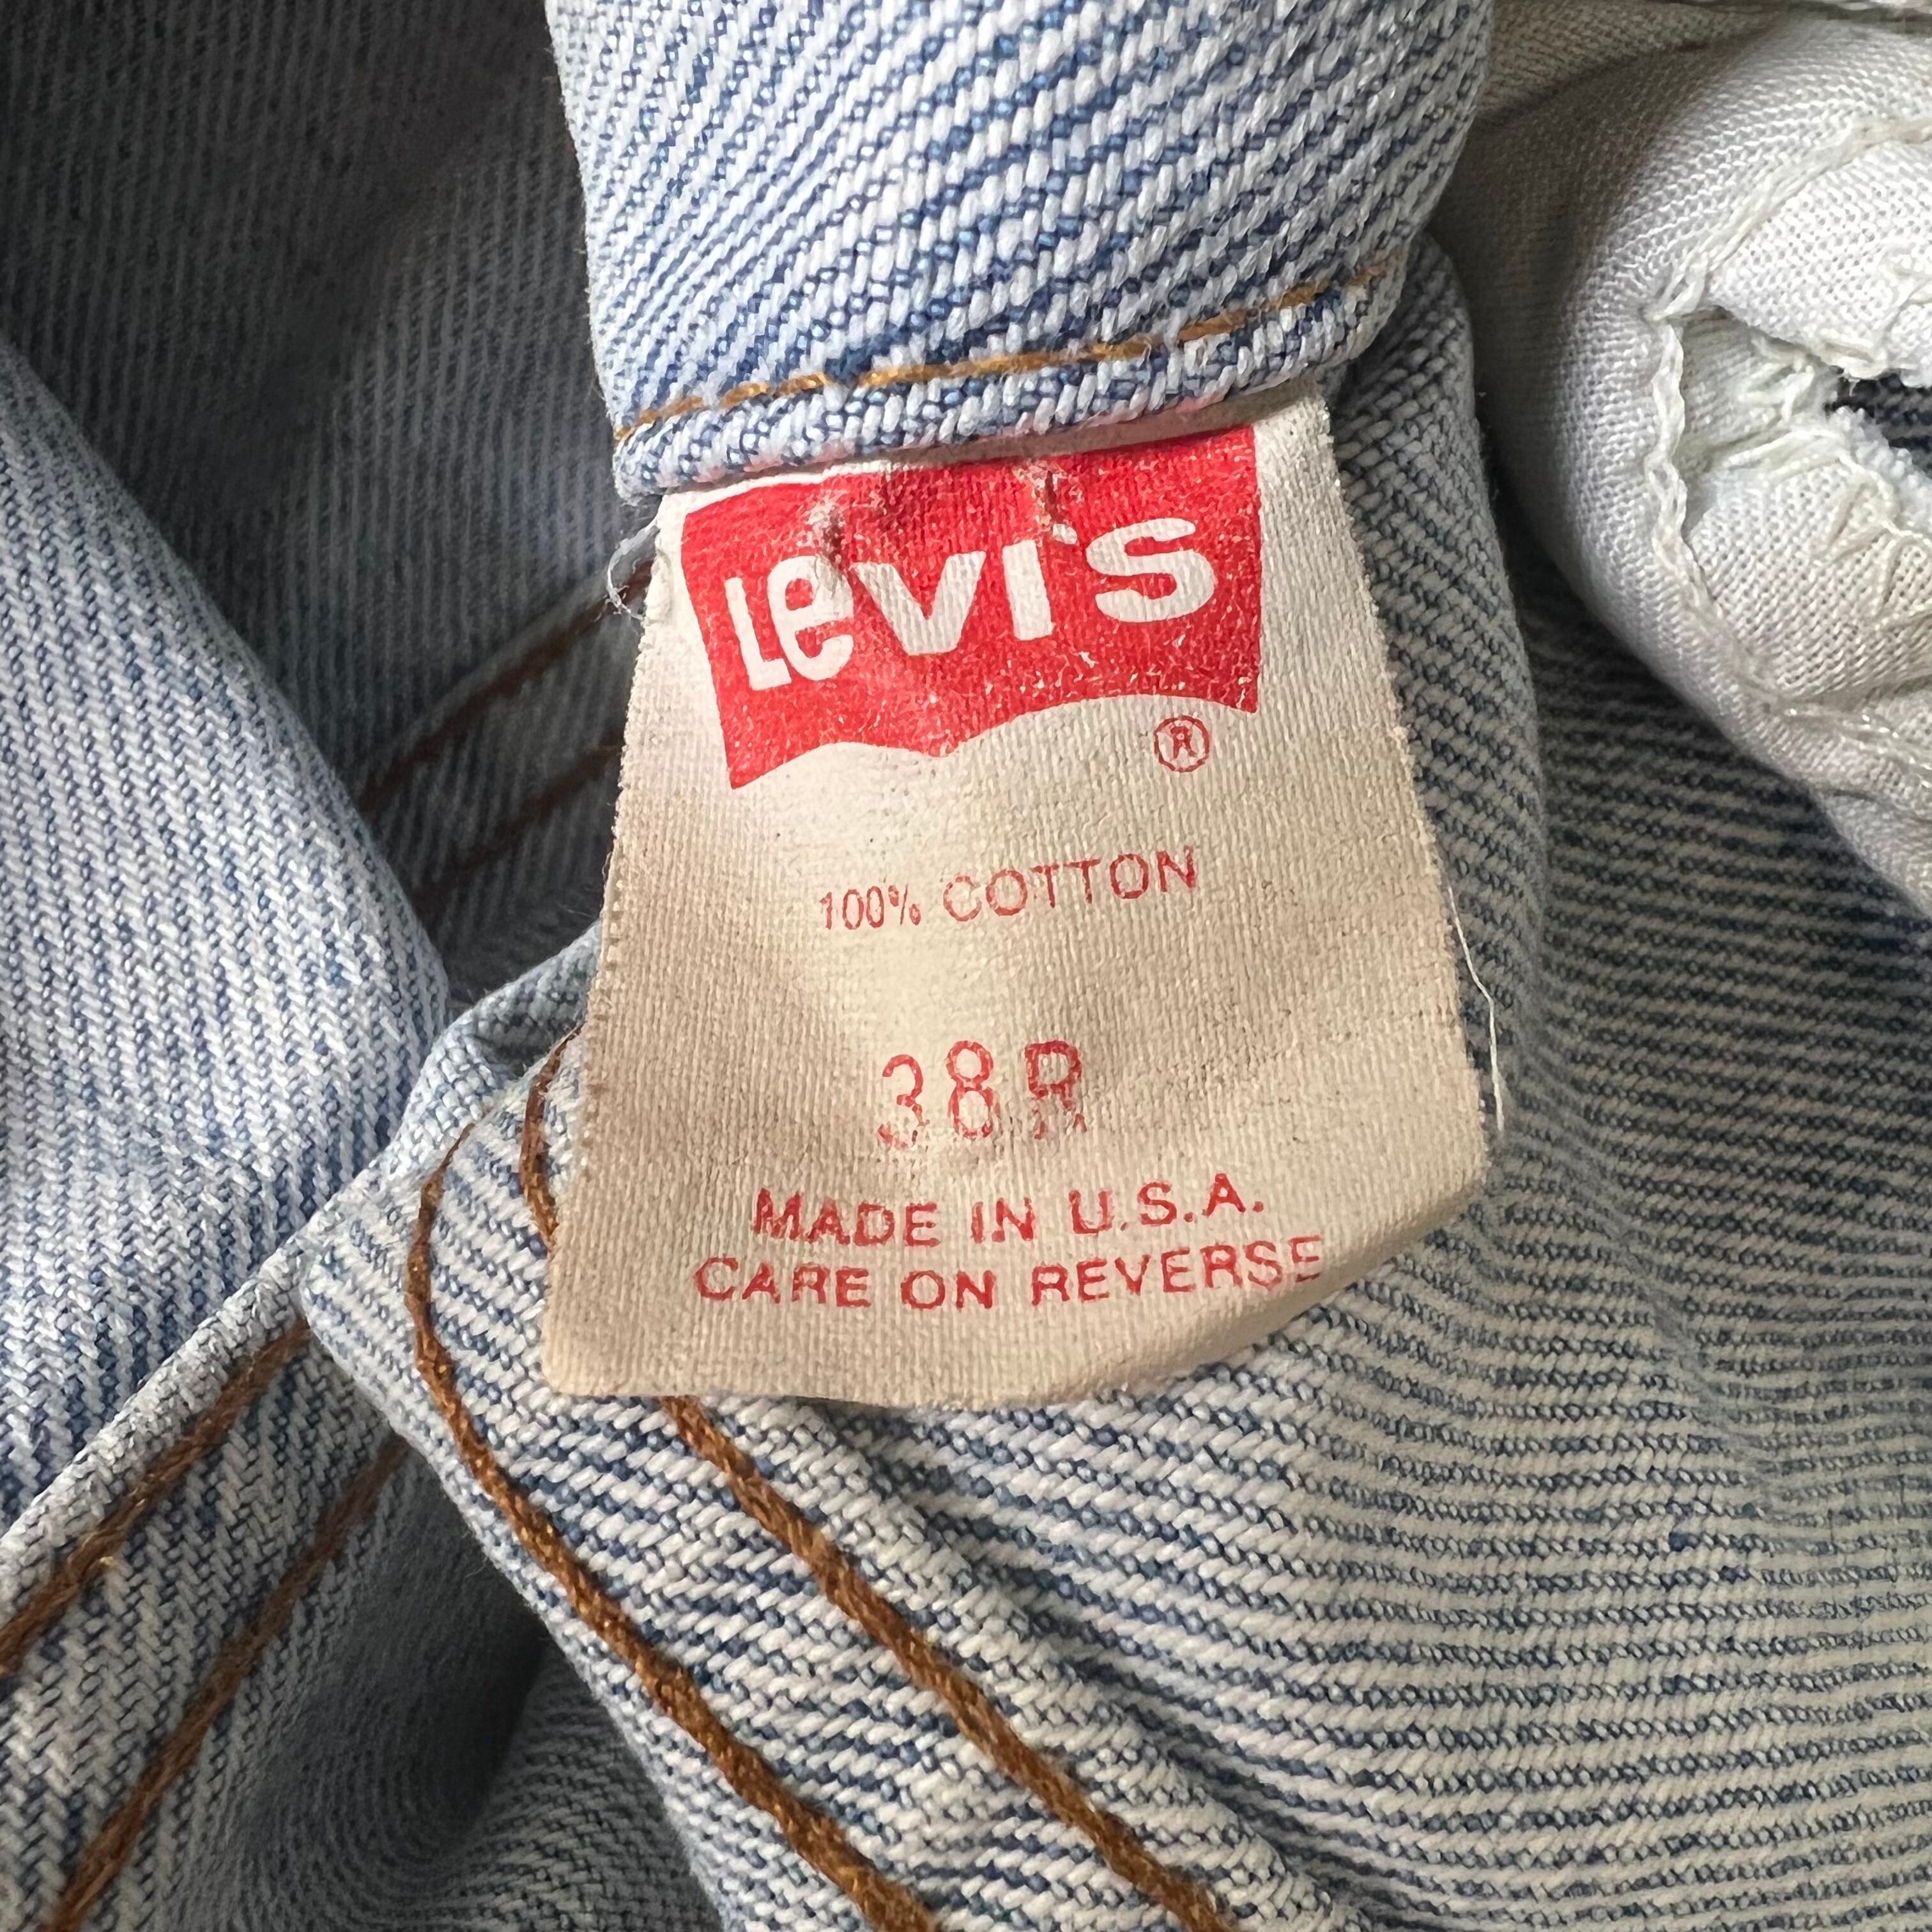 Levi's
®
100% COTTON
38R
MADE IN U.S.A.
CARE ON REVERSE